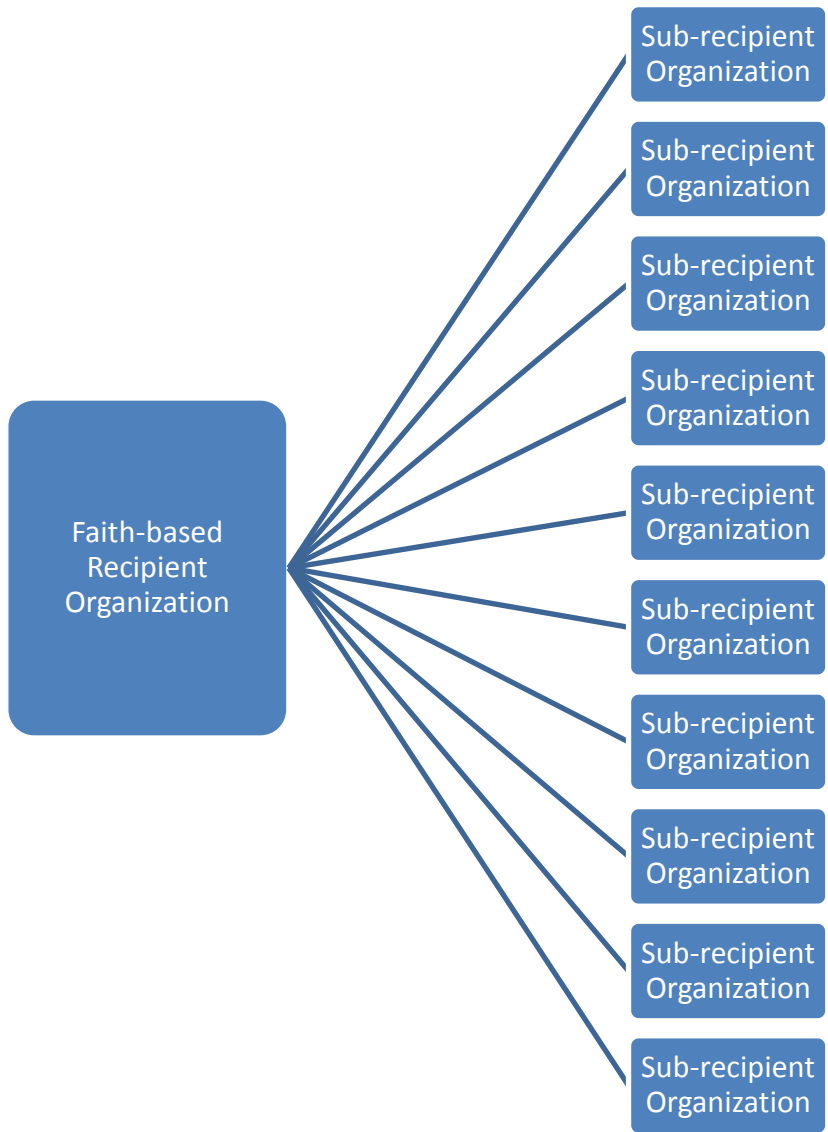 Sub-recipient
Organization
Sub-recipient
Organization
Sub-recipient
Organization
Sub-recipient
Organization
Faith-based
Recipient
Organization
Sub-recipient
Organization
Sub-recipient
Organization
Sub-recipient
Organization
Sub-recipient
Organization
Sub-recipient
Organization
Sub-recipient
Organization